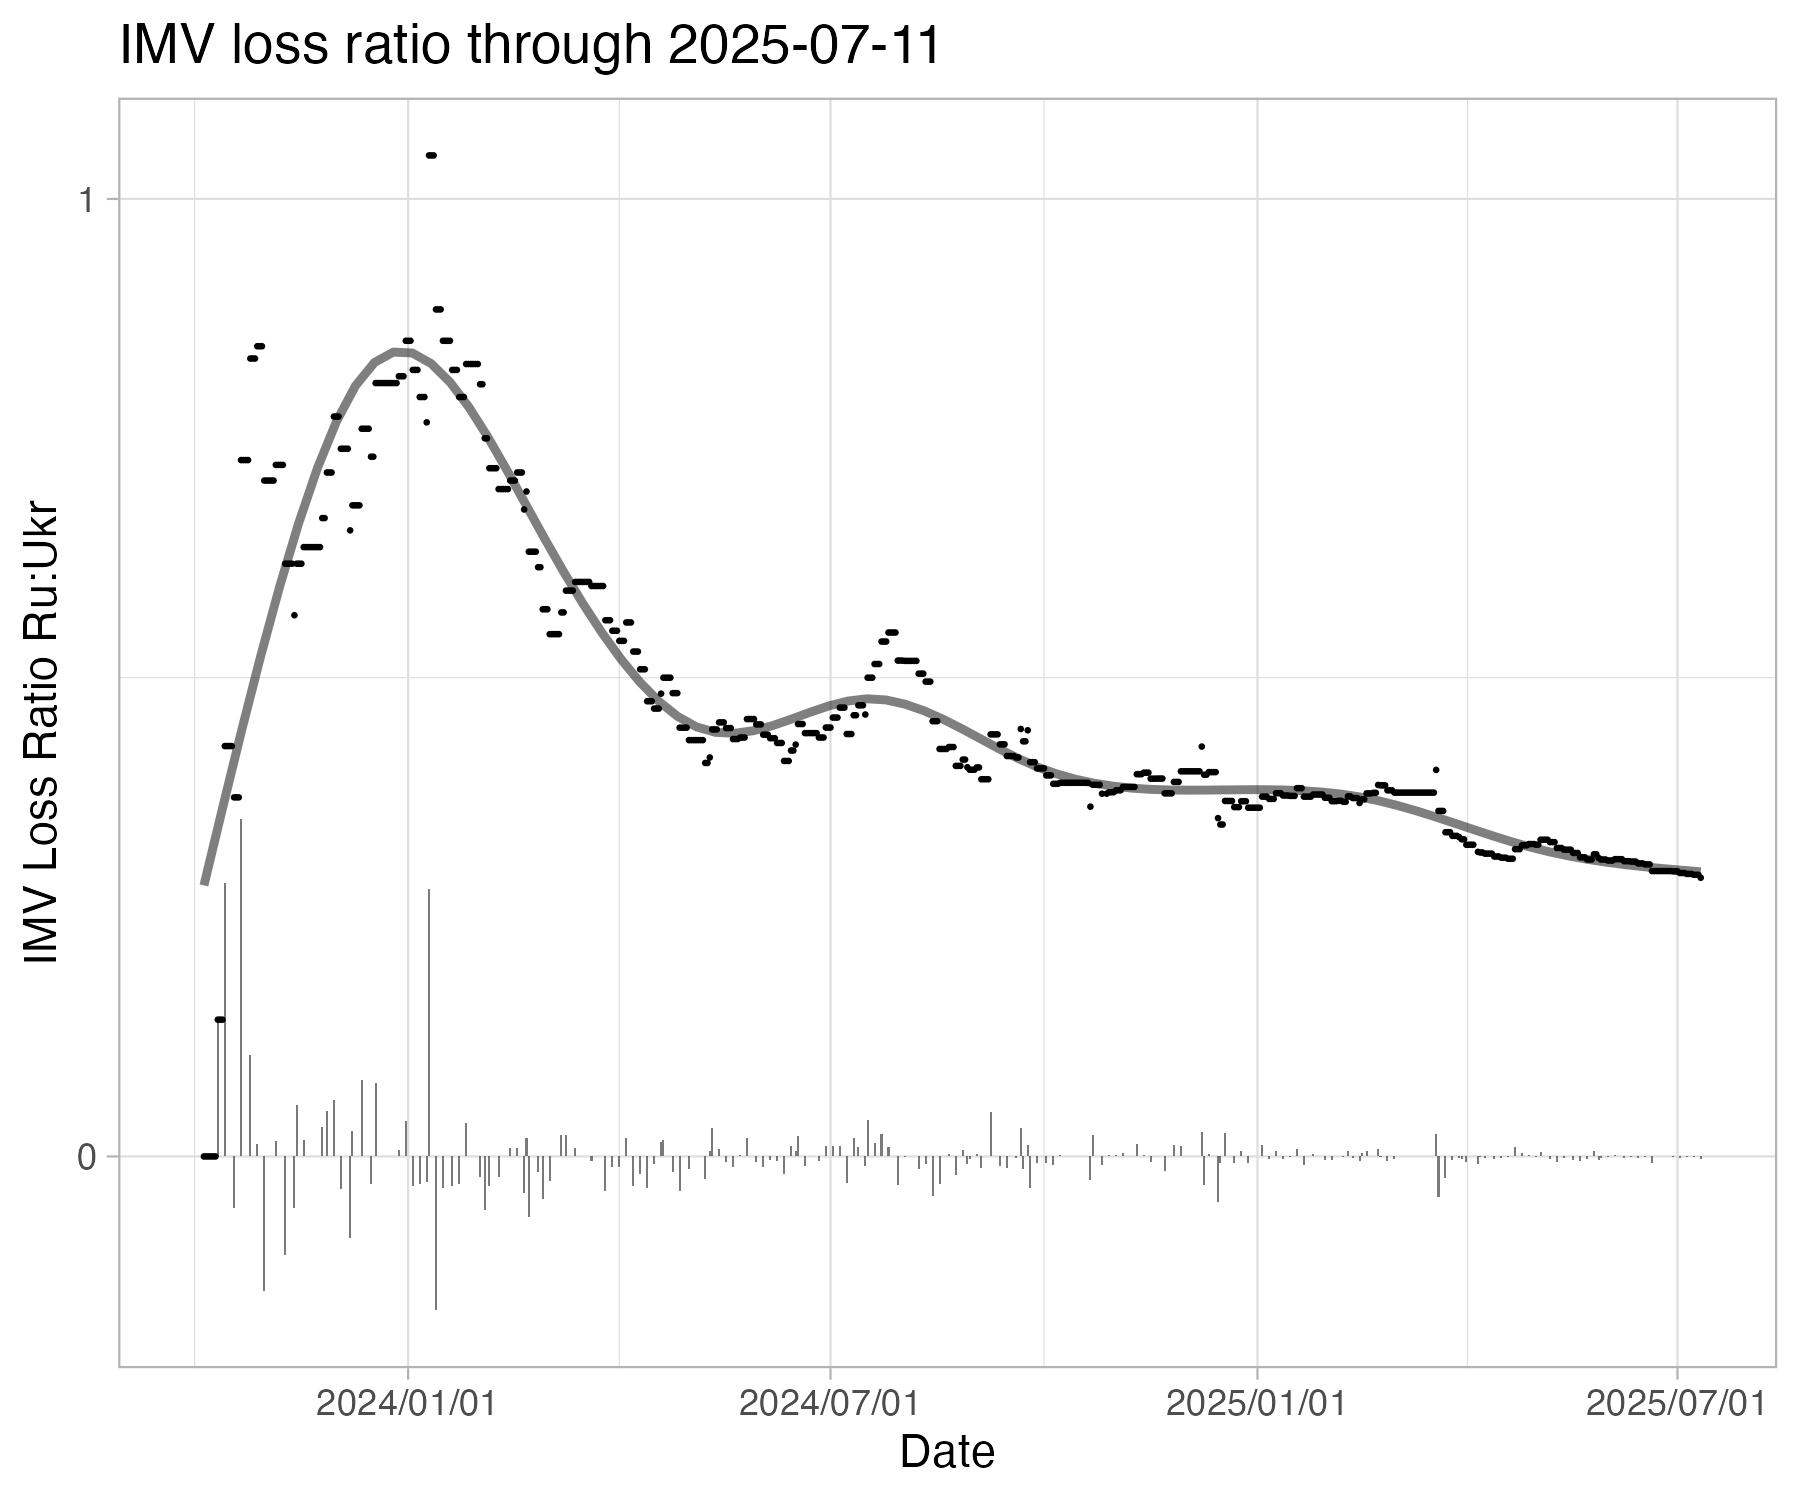 IMV loss ratio through 2025-07-11
IMV Loss Ratio Ru:Ukr
1
0
2024/01/01
2024/07/01
2025/01/01
2025/07/01
Date